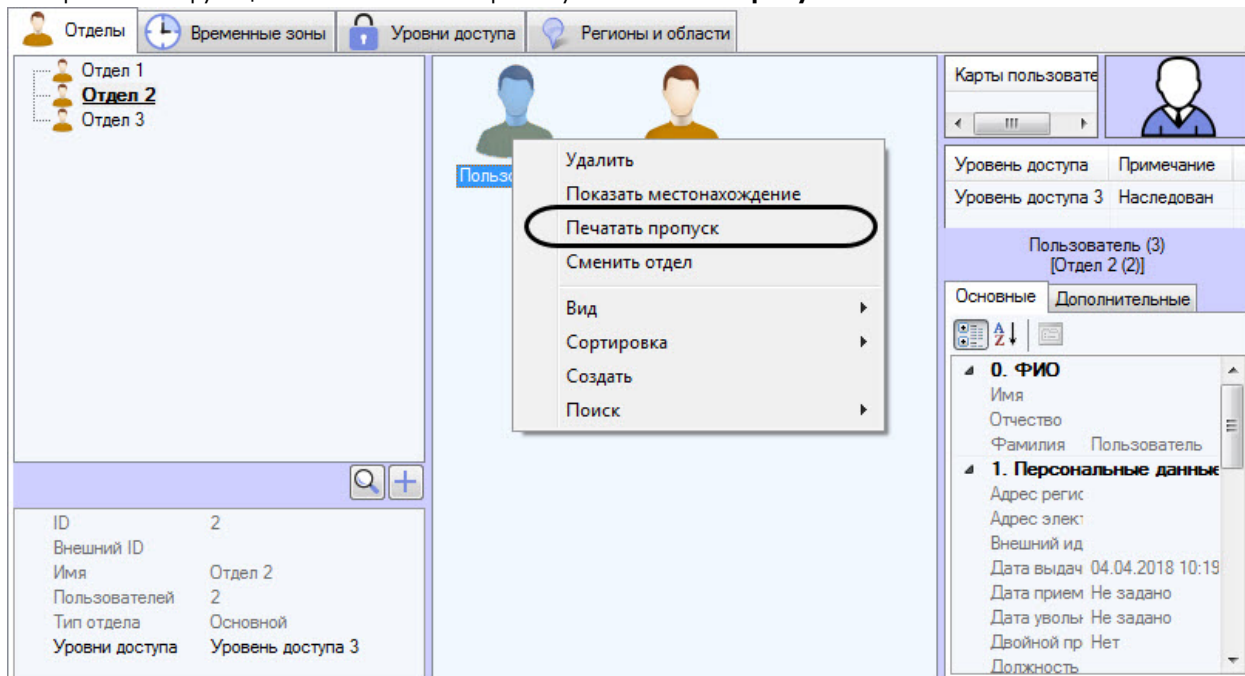 Отделы Временные зоны Уровни доступа Регионы и области
Отдел 1
Отдел 2
Отдел 3
ID 2
Внешний ID
Имя Отдел 2
Пользователей 2
Тип отдела Основной
Уровни доступа Уровень доступа 3
Удалить
Показать местонахождение
Печатать пропуск
Сменить отдел
Вид
Сортировка
Создать
Поиск
Карты пользовате
Уровень доступа Примечание
Уровень доступа 3 Наследован
Пользователь (3)
[Отдел 2 (2)]
Основные Дополнительные
0. ФИО
Имя
Отчество
Фамилия Пользователь
1. Персональные данные
Адрес регис
Адрес элект
Внешний ид
Дата выдач 04.04.2018 10:19
Дата прием Не задано
Дата уволь Не задано
Двойной пр Нет
Должность